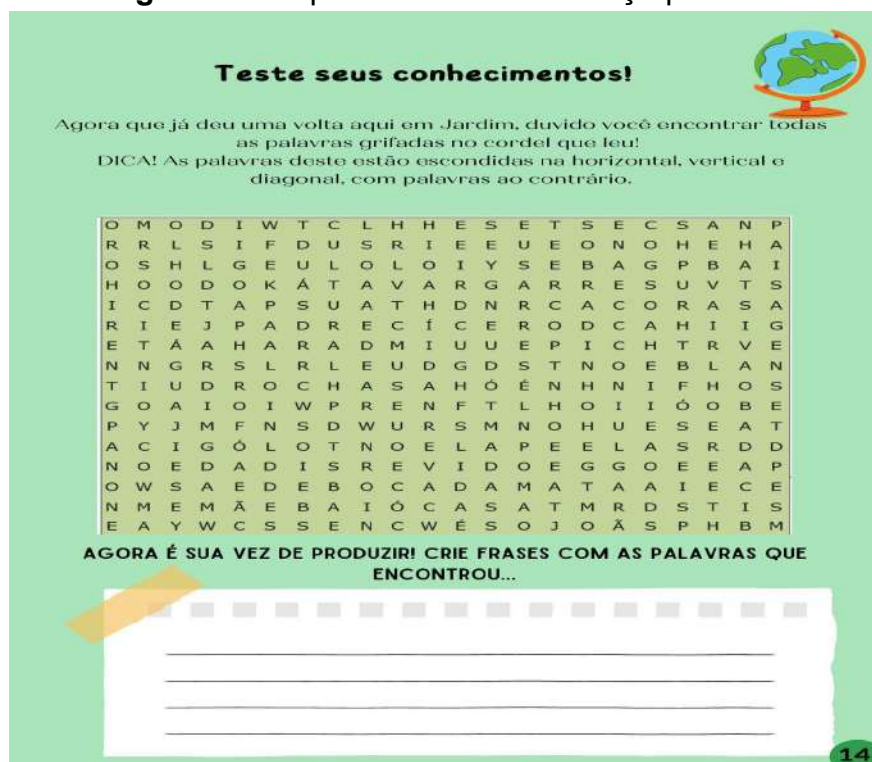 Teste seus conhecimentos!
Agora que já deu uma volta aqui em Jardim, duvido você encontrar todas
as palavras grifadas no cordel que leu!
DICA! As palavras deste estão escondidas na horizontal, vertical e
diagonal, com palavras ao contrário.
O M O D I W T C L H H E S E T S E C S A N P
R R L S I F D U S R I E E U E O N O H E H A
O S H L G E U L O L O I Y S E B A G P B A I
H O O D O K Á T A V A R G A R R E S U V T S
I C D T A P S U A T H D N R C A C O R A S A
R I E J P A D R E C Í C E R O D C A H I I G
E T Á A H A R A D M I U U E P I C H T R V E
N N G R S L R L E U D G D S T N O E B L A N
T I U D R O C H A S A H Ó É N H N I F H O S
G O A I O I W P R E N F T L H O I I Ó O B E
P Y J M F N S D W U R S M N O H U E S E A T
A C I G Ó L O T N O E L A P E E L A S R D D
N O E D A D I S R E V I D O E G G O E E A P
O W S A E D E B O C A D A M A T A A I E C E
N M E M Ã E B A I Ó C A S A T M R D S T I S
E A Y W C S S E N C W É S O J O Ã S P H B M
AGORA É SUA VEZ DE PRODUZIR! CRIE FRASES COM AS PALAVRAS QUE
ENCONTROU...
14